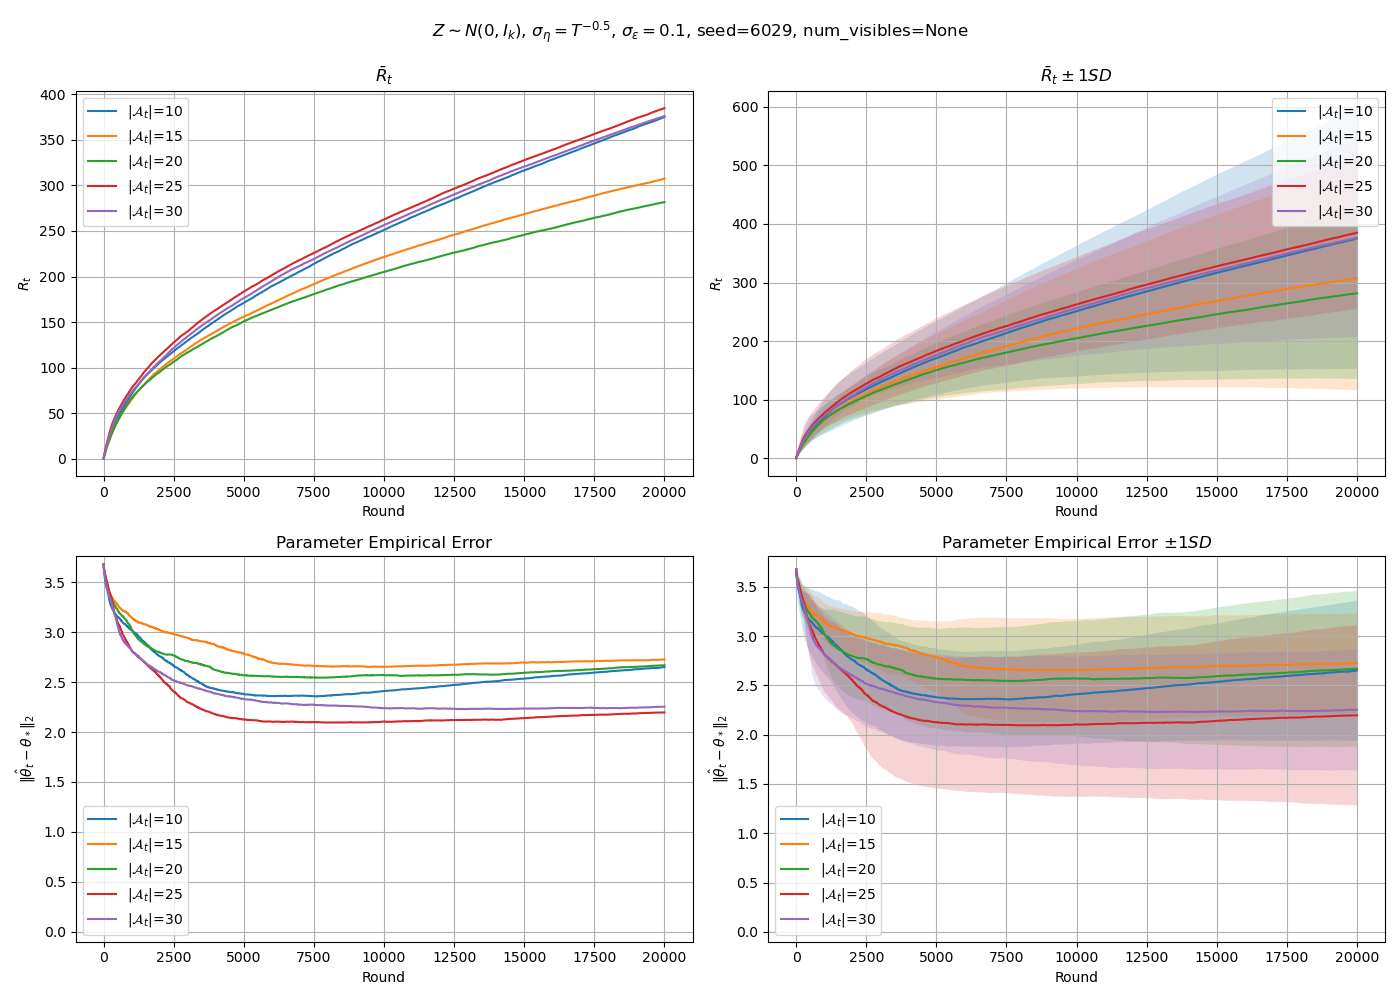 Z ~ N(0, I_k), σ_η = T^{-0.5}, σ_ε = 0.1, seed=6029, num_visibles=None
R̄_t
R_t
400
350
300
250
200
150
100
50
0
|𝒜_t|=10
|𝒜_t|=15
|𝒜_t|=20
|𝒜_t|=25
|𝒜_t|=30
0 2500 5000 7500 10000 12500 15000 17500 20000
Round
R̄_t ± 1SD
R_t
600
500
400
300
200
100
0
|𝒜_t|=10
|𝒜_t|=15
|𝒜_t|=20
|𝒜_t|=25
|𝒜_t|=30
0 2500 5000 7500 10000 12500 15000 17500 20000
Round
Parameter Empirical Error
‖θ̂_t − θ_*‖_2
3.5
3.0
2.5
2.0
1.5
1.0
0.5
0.0
|𝒜_t|=10
|𝒜_t|=15
|𝒜_t|=20
|𝒜_t|=25
|𝒜_t|=30
0 2500 5000 7500 10000 12500 15000 17500 20000
Round
Parameter Empirical Error ±1SD
‖θ̂_t − θ_*‖_2
3.5
3.0
2.5
2.0
1.5
1.0
0.5
0.0
|𝒜_t|=10
|𝒜_t|=15
|𝒜_t|=20
|𝒜_t|=25
|𝒜_t|=30
0 2500 5000 7500 10000 12500 15000 17500 20000
Round